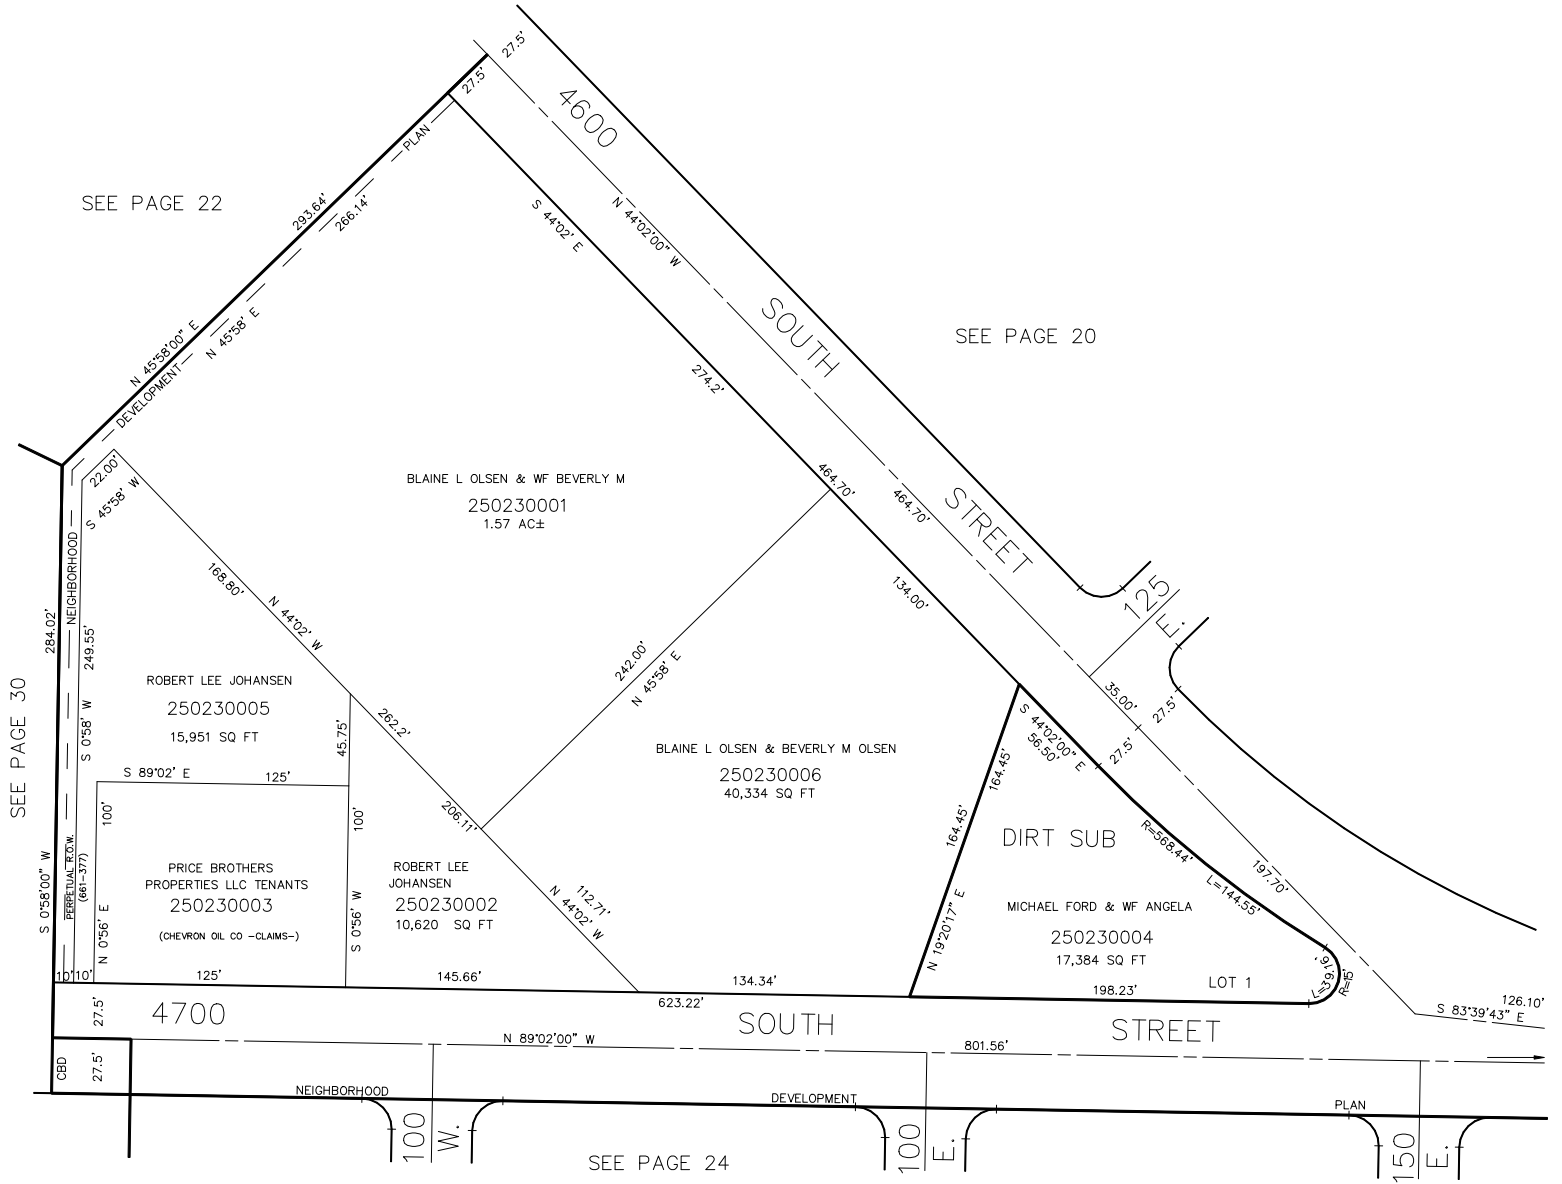 27.5'
27.5'
4600
PLAN
SEE PAGE 22
293.64'
266.14'
S 44°02' E
N 44°02'00" W
SOUTH
SEE PAGE 20
N 45°58'00" E
N 45°58' E
DEVELOPMENT
274.2'
22.00'
S 45°58' W
BLAINE L OLSEN & WF BEVERLY M
250230001
1.57 AC±
464.70'
464.70'
STREET
NEIGHBORHOOD
168.80'
N 44°02' W
134.00'
125
E.
284.02'
249.55'
S 0°58' W
242.00'
N 45°58' E
SEE PAGE 30
ROBERT LEE JOHANSEN
250230005
15,951 SQ FT
45.75'
262.2'
35.00'
27.5'
27.5'
S 44°02'00" E
56.50'
BLAINE L OLSEN & BEVERLY M OLSEN
250230006
40,334 SQ FT
S 89°02' E
125'
100'
100'
206.11'
164.45'
164.45'
DIRT SUB
R=568.44'
L=144.55'
197.70'
PERPETUAL R.O.W.
(661-377)
S 0°58'00" W
PRICE BROTHERS
PROPERTIES LLC TENANTS
250230003
(CHEVRON OIL CO -CLAIMS-)
N 0°56' E
S 0°56' W
ROBERT LEE
JOHANSEN
250230002
10,620 SQ FT
112.71'
N 44°02' W
N 19°20'17" E
MICHAEL FORD & WF ANGELA
250230004
17,384 SQ FT
LOT 1
L=39.16'
R=15'
10'
10'
125'
145.66'
134.34'
198.23'
623.22'
27.5'
4700
SOUTH
STREET
126.10'
S 83°39'43" E
N 89°02'00" W
801.56'
CBD
27.5'
NEIGHBORHOOD
DEVELOPMENT
PLAN
100
W.
100
E.
150
E.
SEE PAGE 24